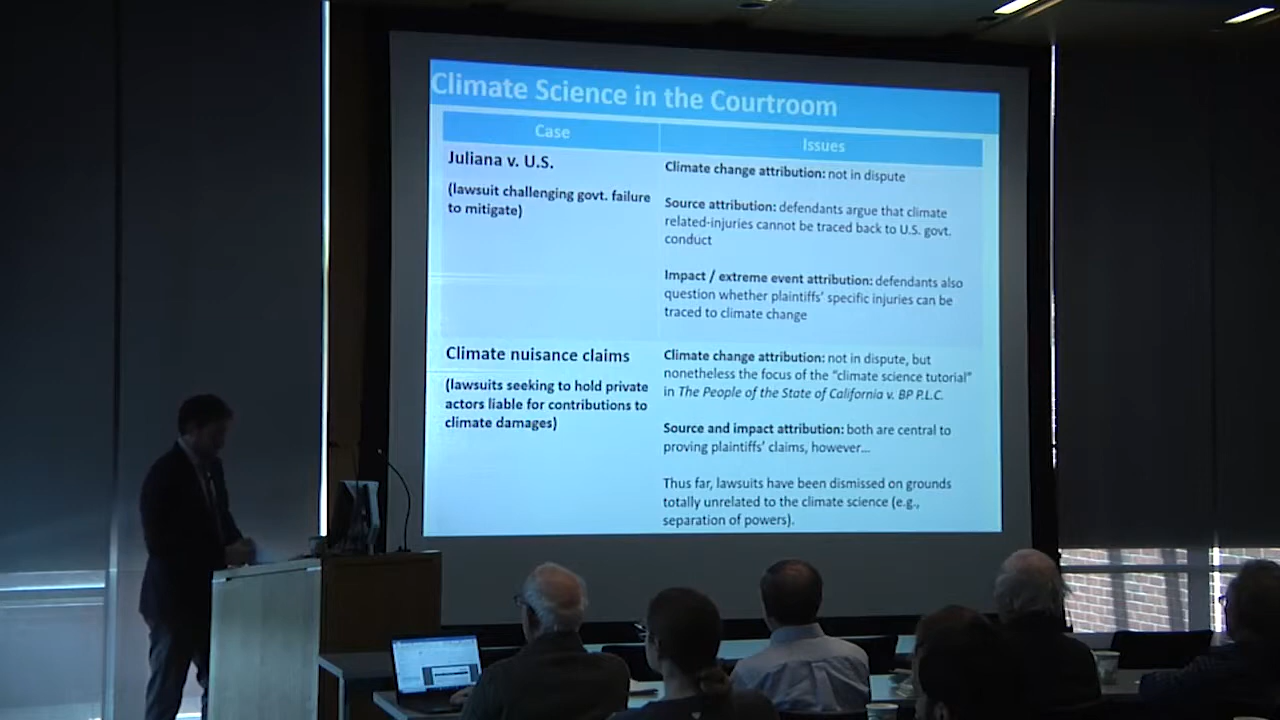 Climate Science in the Courtroom
Case
Issues
Juliana v. U.S.
(lawsuit challenging govt. failure
to mitigate)
Climate change attribution: not in dispute
Source attribution: defendants argue that climate
related-injuries cannot be traced back to U.S. govt.
conduct
Impact / extreme event attribution: defendants also
question whether plaintiffs' specific injuries can be
traced to climate change
Climate nuisance claims
(lawsuits seeking to hold private
actors liable for contributions to
climate damages)
Climate change attribution: not in dispute, but
nonetheless the focus of the “climate science tutorial”
in The People of the State of California v. BP P.L.C.
Source and impact attribution: both are central to
proving plaintiffs' claims, however…
Thus far, lawsuits have been dismissed on grounds
totally unrelated to the climate science (e.g.,
separation of powers).